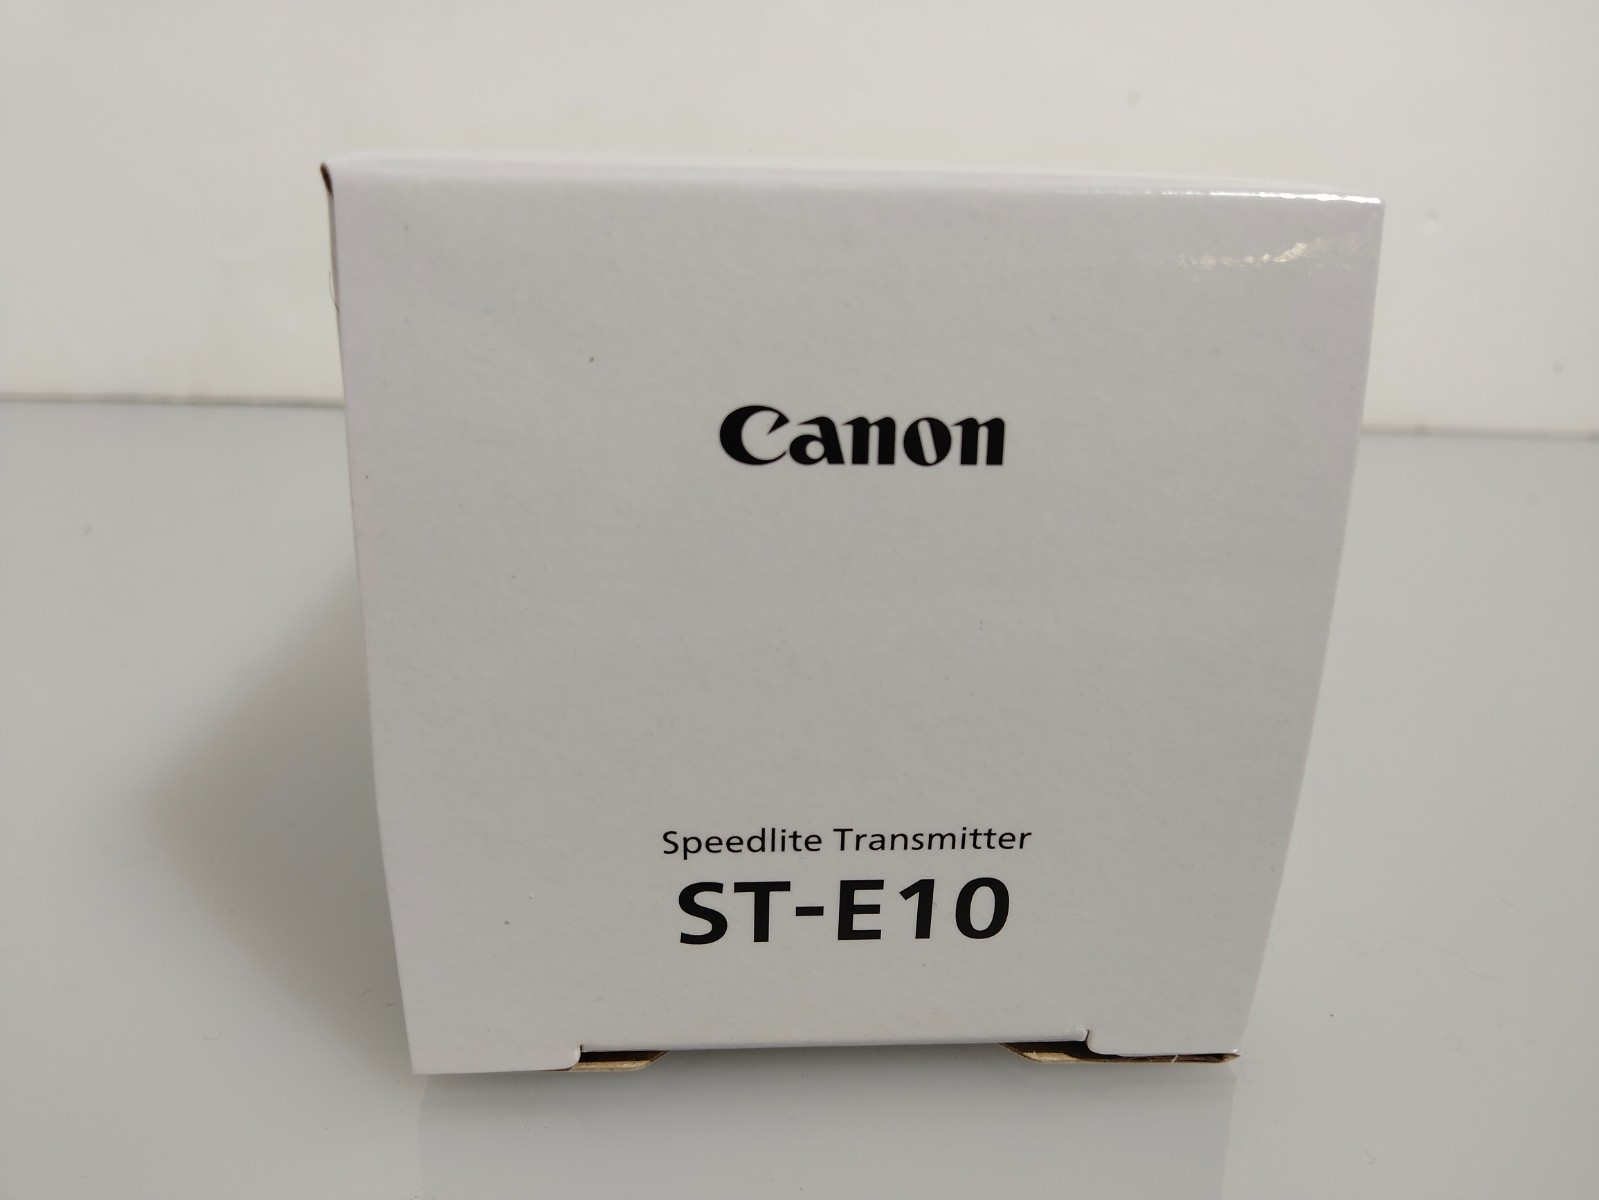 Canon
Speedlite Transmitter
ST-E10